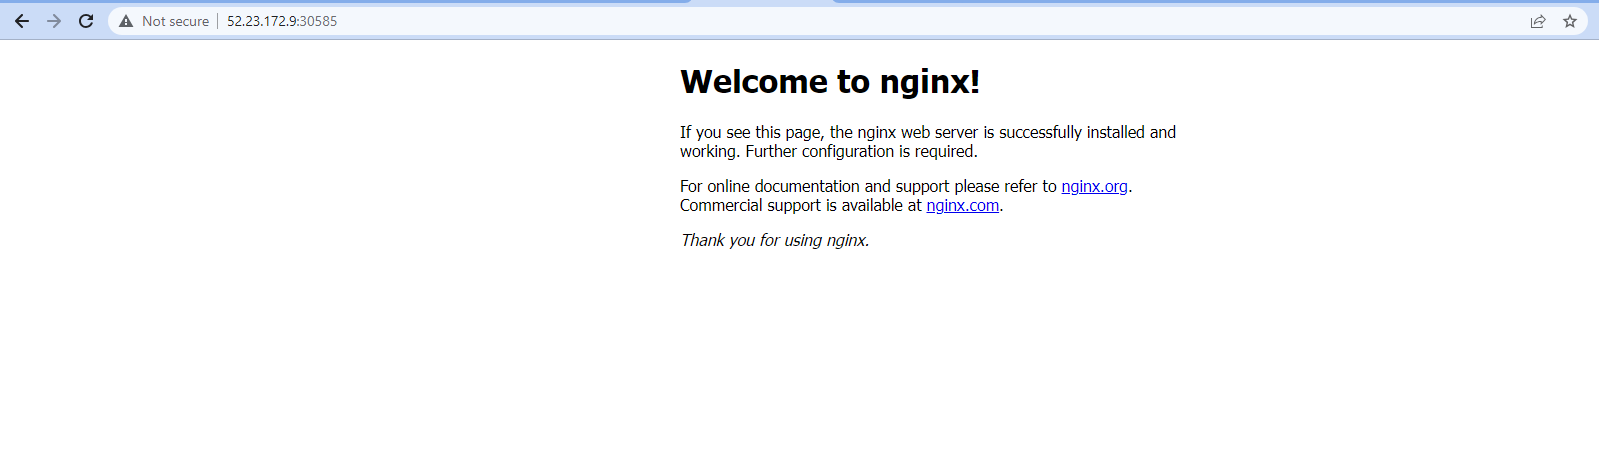 Not secure 52.23.172.9:30585
Welcome to nginx!
If you see this page, the nginx web server is successfully installed and
working. Further configuration is required.
For online documentation and support please refer to nginx.org.
Commercial support is available at nginx.com.
Thank you for using nginx.